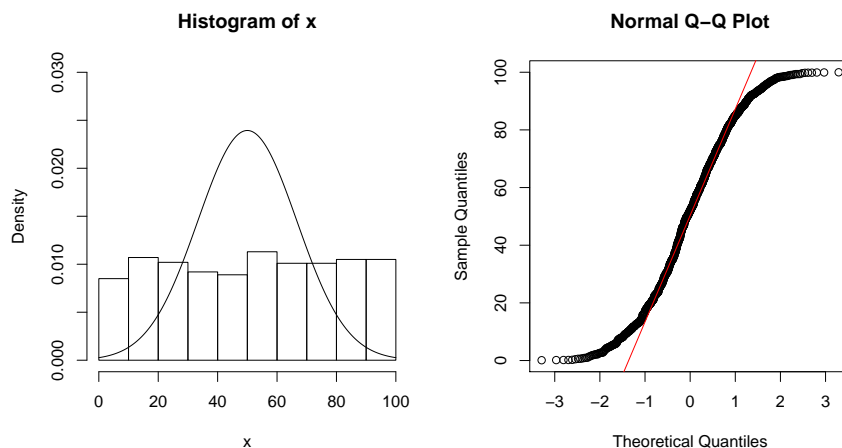 Histogram of x
Density
0.030
0.020
0.010
0.000
0 20 40 60 80 100
x
Normal Q−Q Plot
Sample Quantiles
100
80
60
40
20
0
−3 −2 −1 0 1 2 3
Theoretical Quantiles